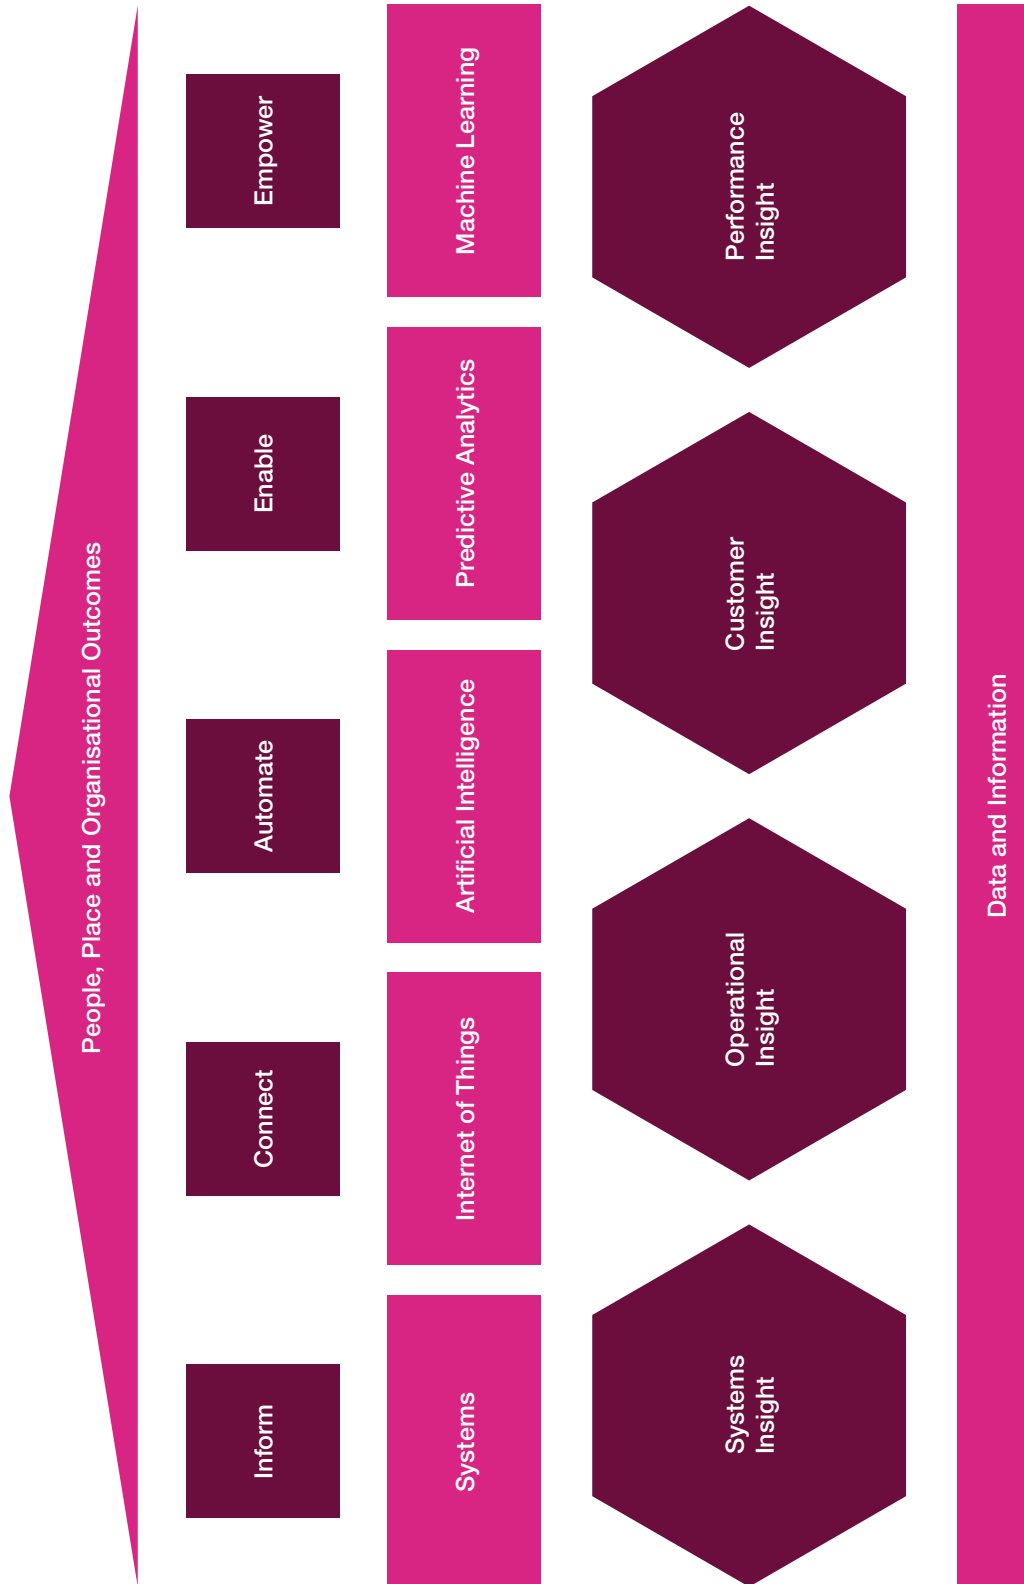 People, Place and Organisational Outcomes
Inform
Connect
Automate
Enable
Empower
Systems
Internet of Things
Artificial Intelligence
Predictive Analytics
Machine Learning
Systems
Insight
Operational
Insight
Customer
Insight
Performance
Insight
Data and Information